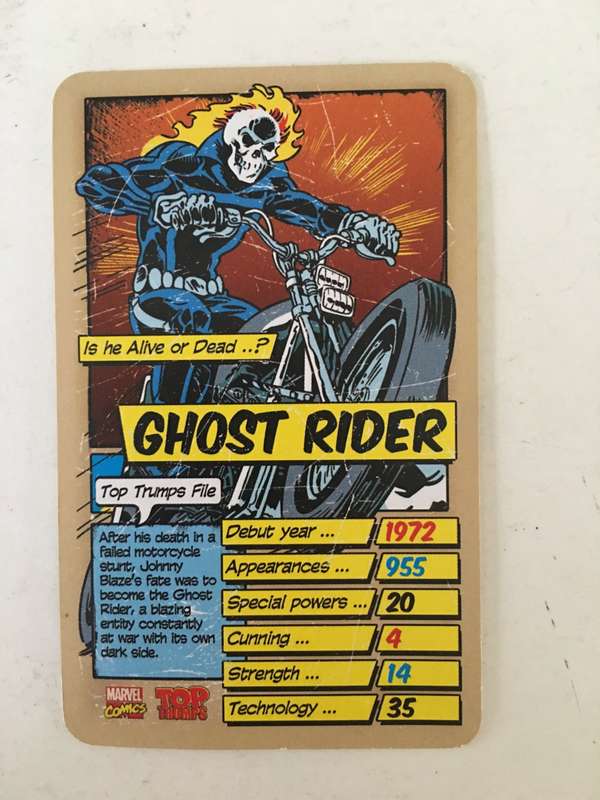 Is he Alive or Dead ..?
GHOST RIDER
Top Trumps File
After his death in a
failed motorcycle
stunt, Johnny
Blaze's fate was to
become the Ghost
Rider, a blazing
entity constantly
at war with its own
dark side.
Debut year ... 1972
Appearances ... 955
Special powers ... 20
Cunning ... 4
Strength ... 14
Technology ... 35
MARVEL
COMICS
TOP
TRUMPS